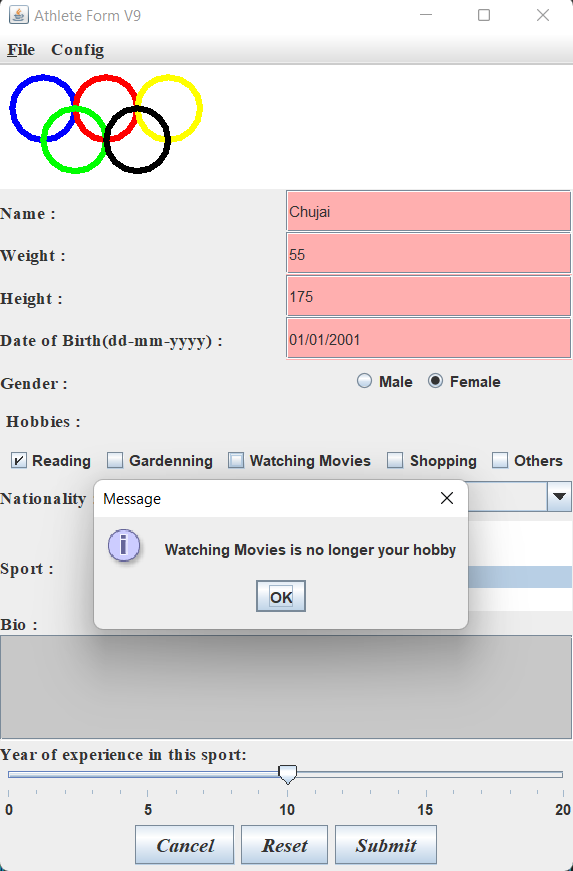 Athlete Form V9
File Config
Name :
Chujai
Weight :
55
Height :
175
Date of Birth(dd-mm-yyyy) :
01/01/2001
Gender :
Male Female
Hobbies :
Reading Gardenning Watching Movies Shopping Others
Nationality
Message
Watching Movies is no longer your hobby
OK
Sport :
Bio :
Year of experience in this sport:
0 5 10 15 20
Cancel Reset Submit